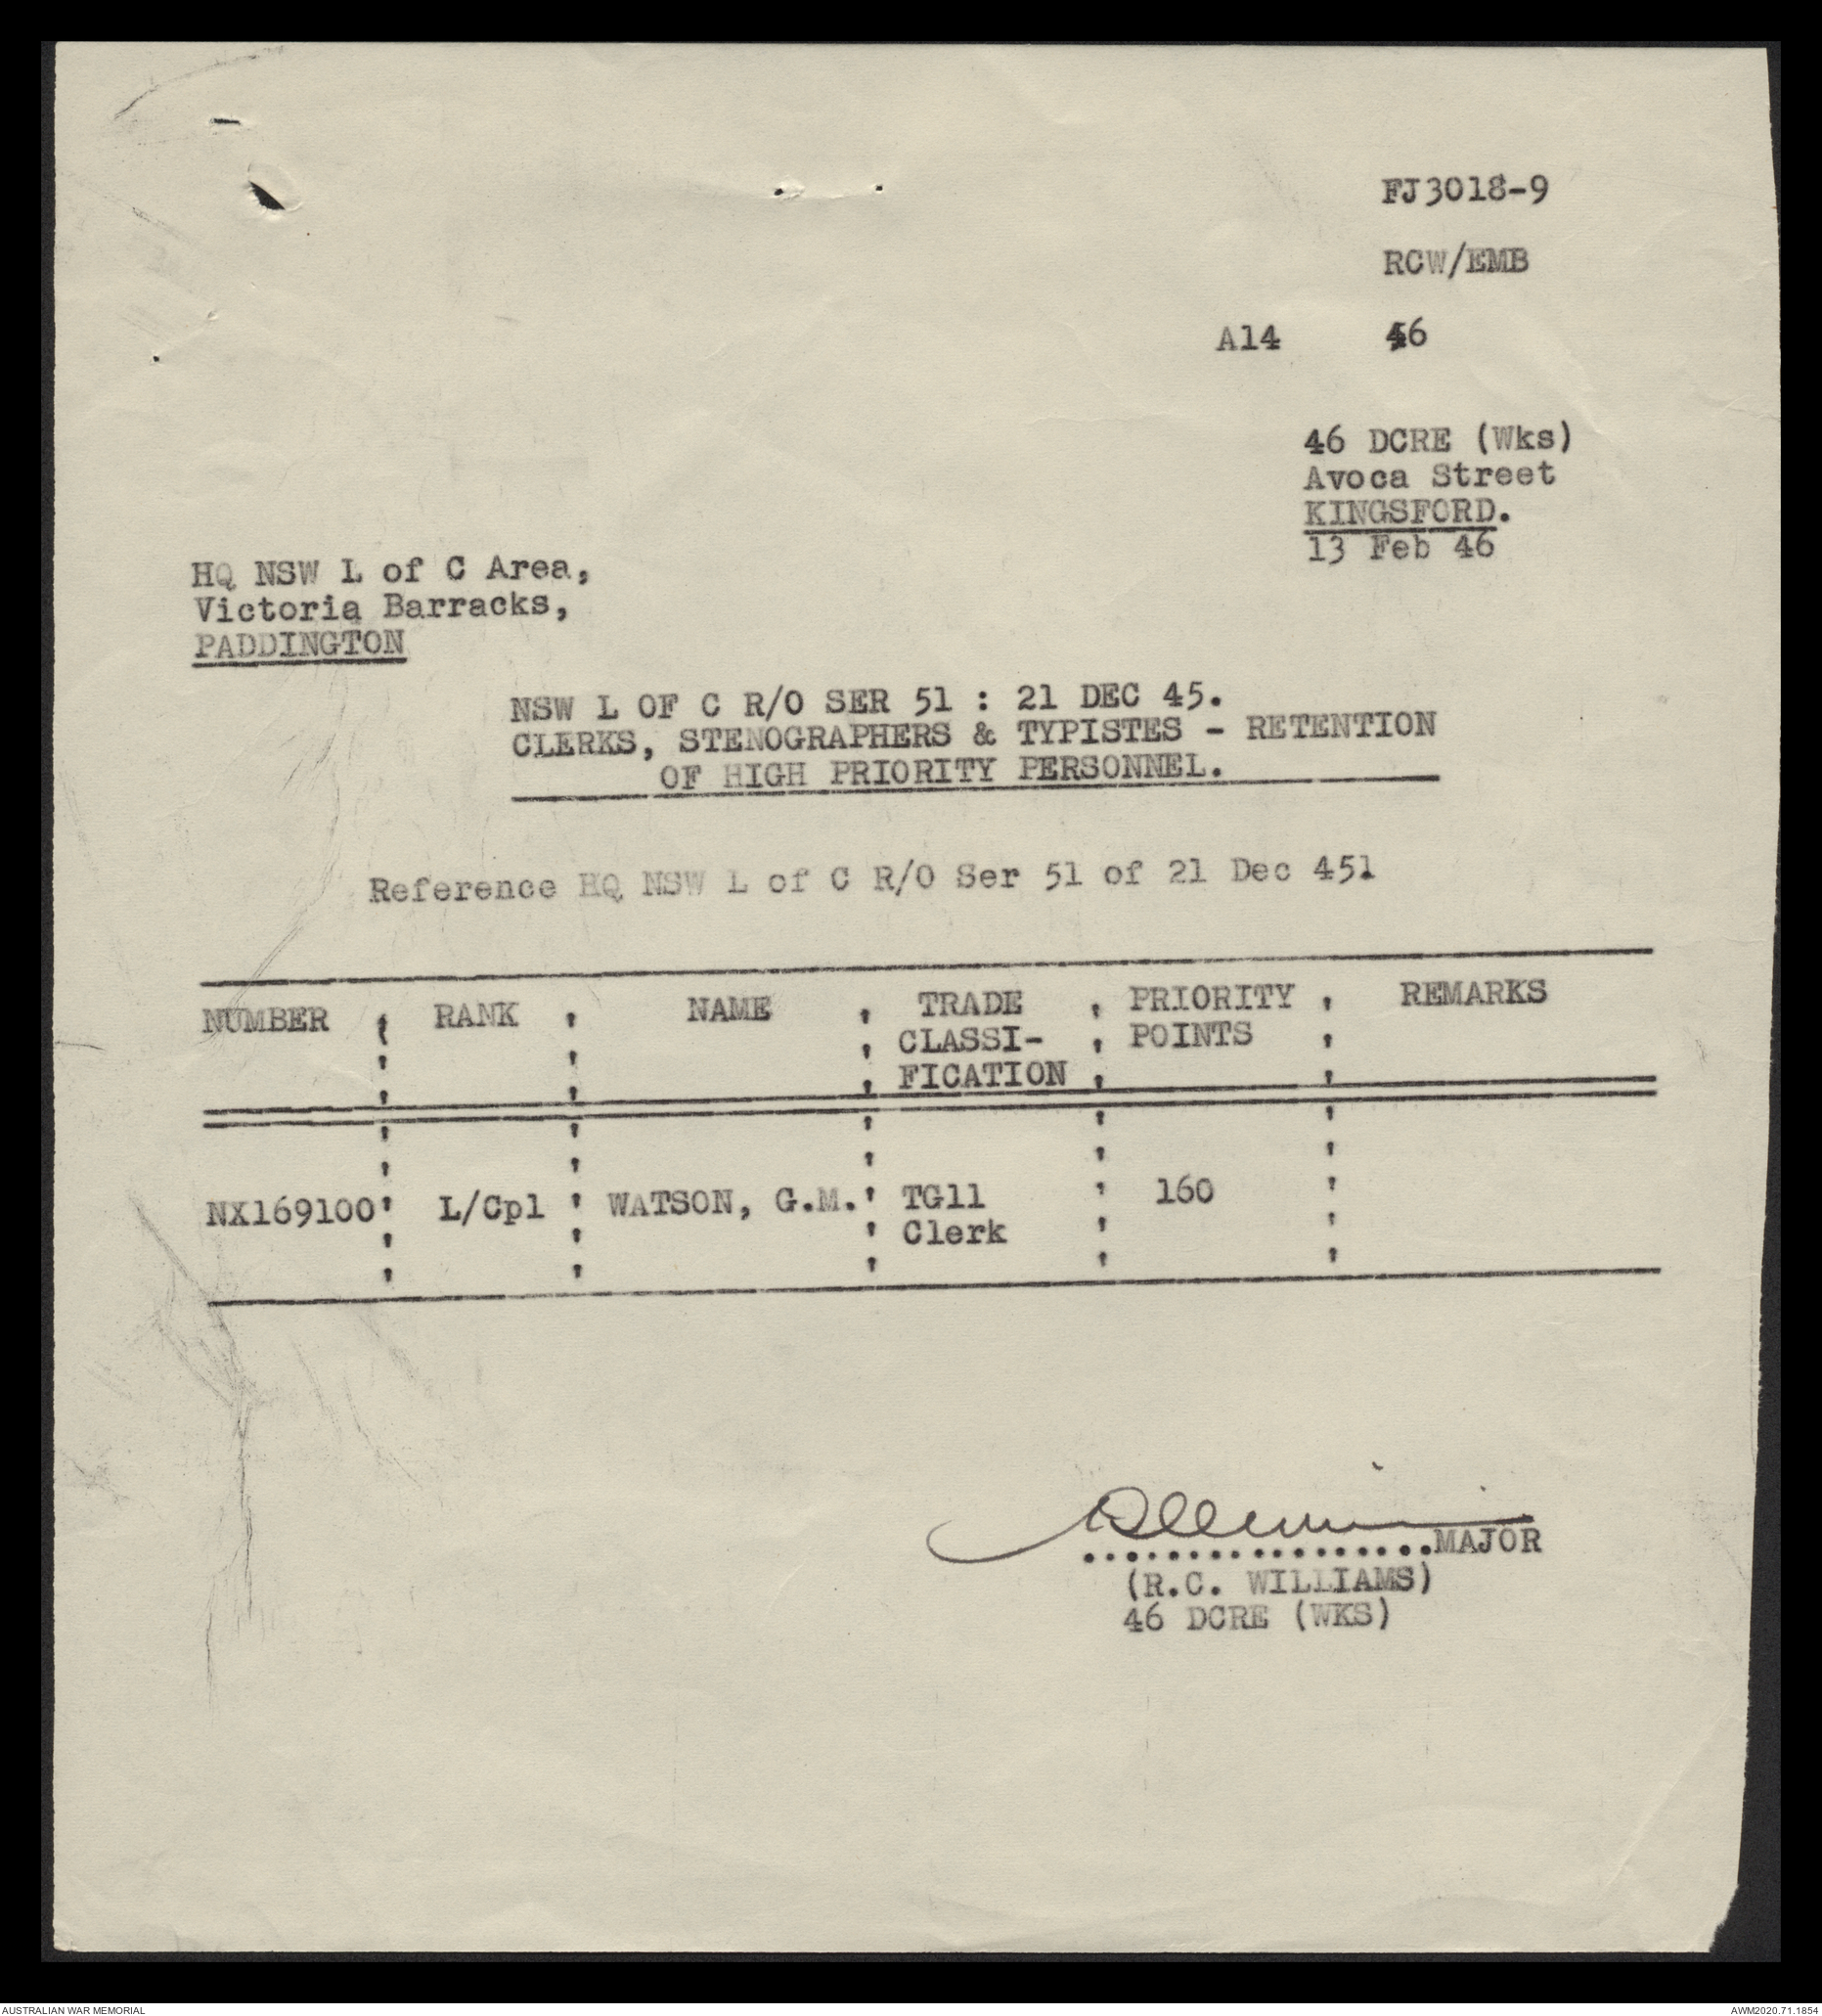 FJ3018-9
RCW/EMB
A14 46
46 DCRE (Wks)
Avoca Street
KINGSFORD.
13 Feb 46
HQ NSW L of C Area,
Victoria Barracks,
PADDINGTON
NSW L OF C R/O SER 51 : 21 DEC 45.
CLERKS, STENOGRAPHERS & TYPISTES - RETENTION
OF HIGH PRIORITY PERSONNEL.
Reference HQ NSW L of C R/O Ser 51 of 21 Dec 451
NUMBER RANK NAME TRADE CLASSI-FICATION PRIORITY POINTS REMARKS
NX169100 L/Cpl WATSON, G.M. TG11 Clerk 160
.................MAJOR
(R.C. WILLIAMS)
46 DCRE (WKS)
AUSTRALIAN WAR MEMORIAL
AWM2020.71.1854